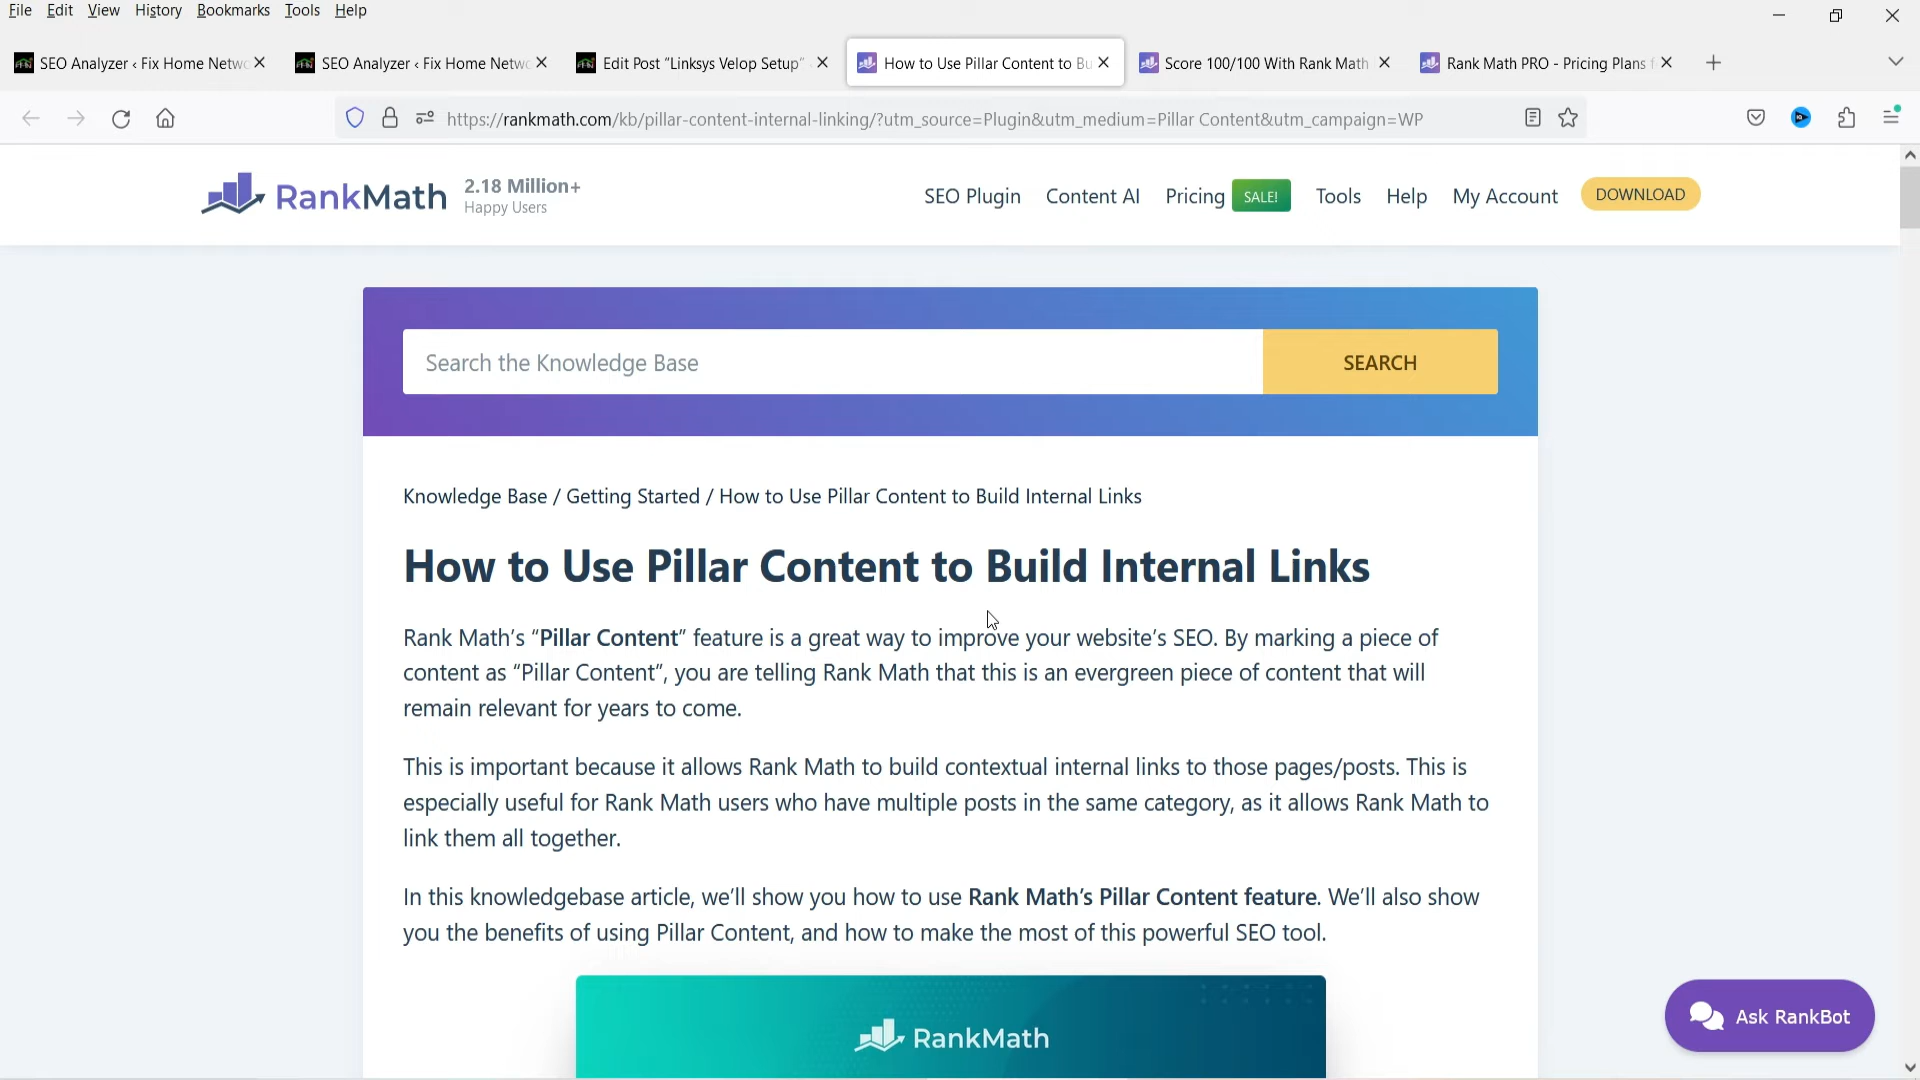 File Edit View History Bookmarks Tools Help
SEO Analyzer ‹ Fix Home Netwo
SEO Analyzer ‹ Fix Home Netwo
Edit Post “Linksys Velop Setup”
How to Use Pillar Content to Bu
Score 100/100 With Rank Math
Rank Math PRO - Pricing Plans f
https://rankmath.com/kb/pillar-content-internal-linking/?utm_source=Plugin&utm_medium=Pillar Content&utm_campaign=WP
RankMath
2.18 Million+
Happy Users
SEO Plugin Content AI Pricing SALE! Tools Help My Account DOWNLOAD
Search the Knowledge Base
SEARCH
Knowledge Base / Getting Started / How to Use Pillar Content to Build Internal Links
How to Use Pillar Content to Build Internal Links
Rank Math’s “Pillar Content” feature is a great way to improve your website’s SEO. By marking a piece of
content as “Pillar Content”, you are telling Rank Math that this is an evergreen piece of content that will
remain relevant for years to come.
This is important because it allows Rank Math to build contextual internal links to those pages/posts. This is
especially useful for Rank Math users who have multiple posts in the same category, as it allows Rank Math to
link them all together.
In this knowledgebase article, we’ll show you how to use Rank Math’s Pillar Content feature. We’ll also show
you the benefits of using Pillar Content, and how to make the most of this powerful SEO tool.
RankMath
Ask RankBot